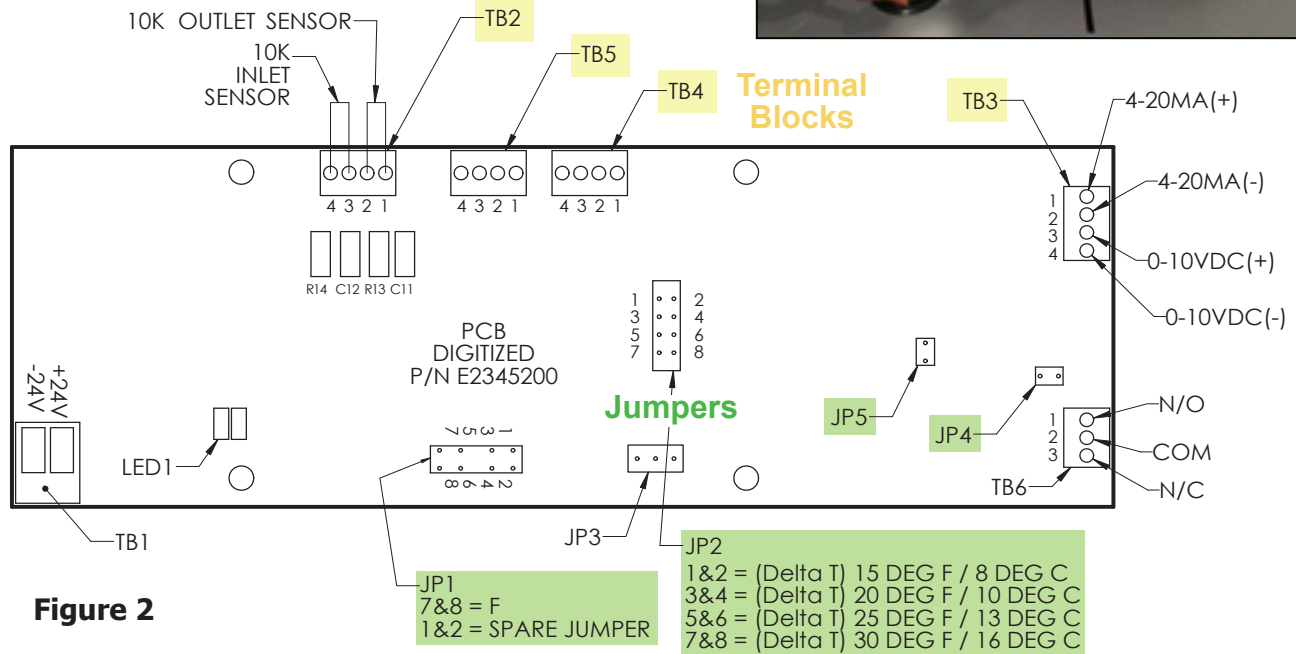 10K OUTLET SENSOR
10K
INLET
SENSOR
TB2
TB5
TB4
Terminal
Blocks
TB3
4-20MA(+)
4-20MA(-)
0-10VDC(+)
0-10VDC(-)
4 3 2 1
4 3 2 1
4 3 2 1
1
2
3
4
R14 C12 R13 C11
PCB
DIGITIZED
P/N E2345200
1 2
3 4
5 6
7 8
Jumpers
-24V
+24V
LED1
TB1
7 5 3 1
8 6 4 2
JP3
JP5
JP4
1
2
3
N/O
COM
N/C
TB6
JP1
7&8 = F
1&2 = SPARE JUMPER
JP2
1&2 = (Delta T) 15 DEG F / 8 DEG C
3&4 = (Delta T) 20 DEG F / 10 DEG C
5&6 = (Delta T) 25 DEG F / 13 DEG C
7&8 = (Delta T) 30 DEG F / 16 DEG C
Figure 2